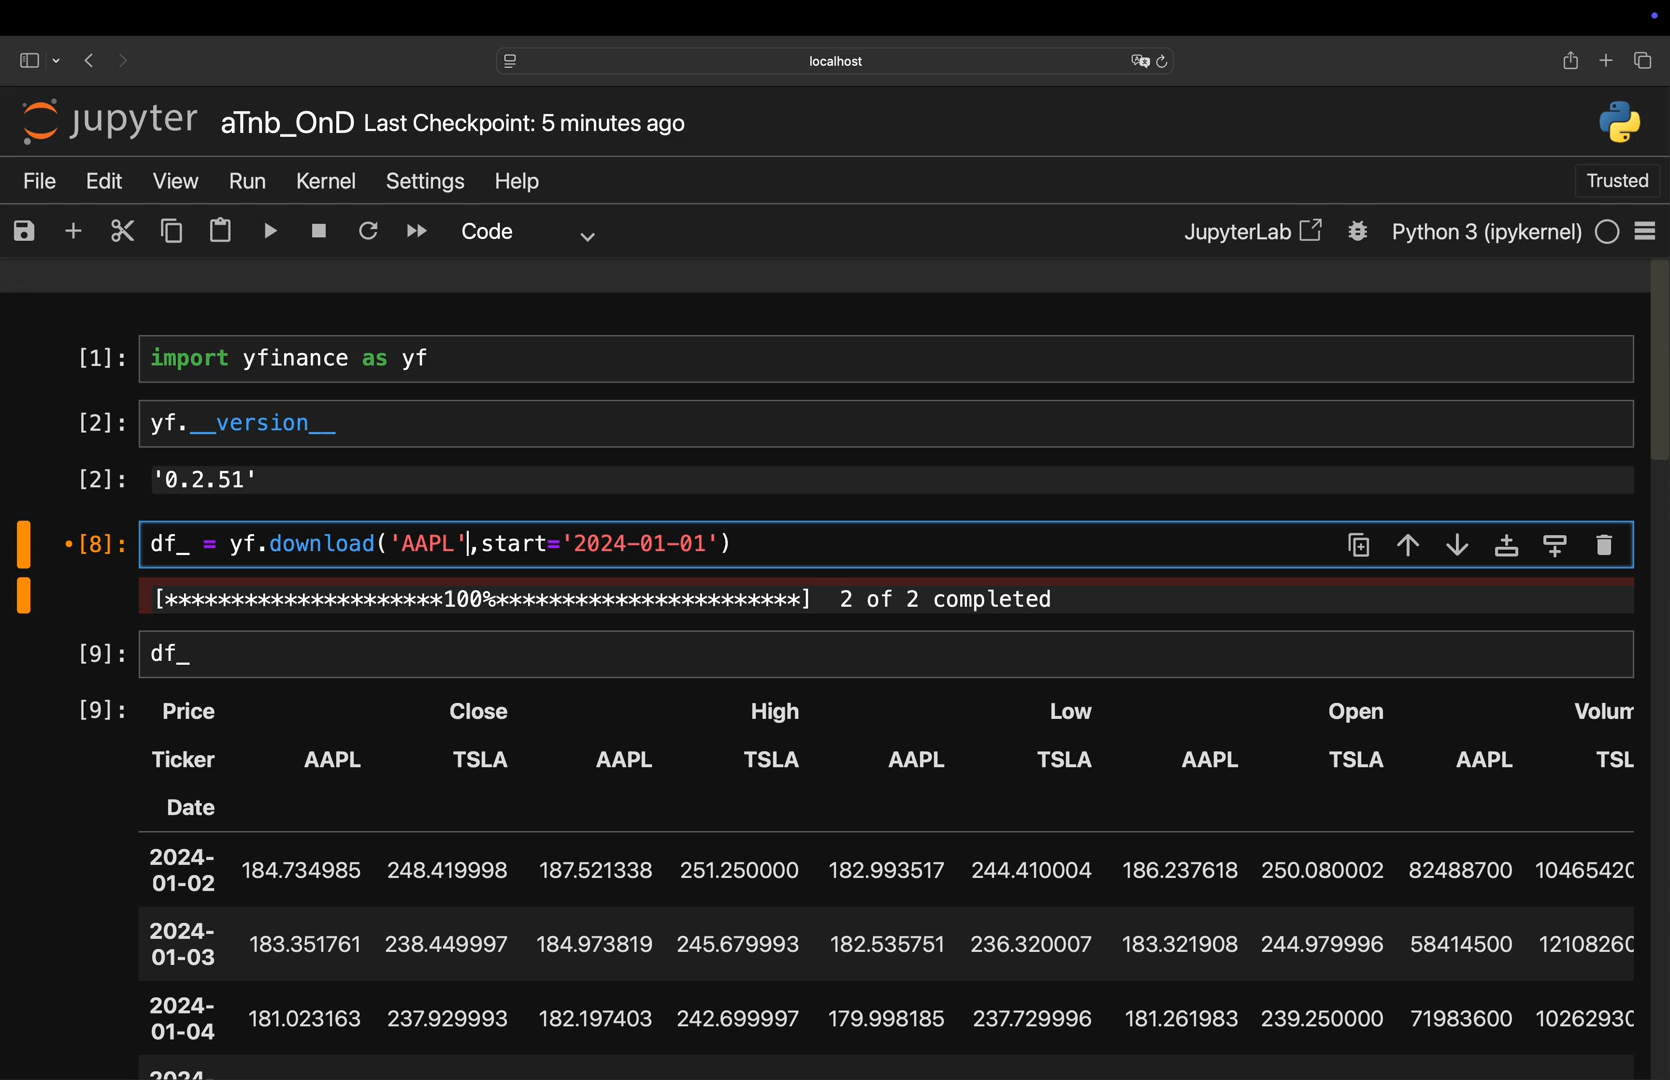 localhost
jupyter aTnb_OnD Last Checkpoint: 5 minutes ago
File Edit View Run Kernel Settings Help Trusted
Code JupyterLab Python 3 (ipykernel)
[1]: import yfinance as yf
[2]: yf.__version__
[2]: '0.2.51'
•[8]: df_ = yf.download('AAPL',start='2024-01-01')
[*********************100%***********************] 2 of 2 completed
[9]: df_
[9]: Price Close High Low Open Volum
Ticker AAPL TSLA AAPL TSLA AAPL TSLA AAPL TSLA AAPL TSL
Date
2024-
01-02 184.734985 248.419998 187.521338 251.250000 182.993517 244.410004 186.237618 250.080002 82488700 10465420
2024-
01-03 183.351761 238.449997 184.973819 245.679993 182.535751 236.320007 183.321908 244.979996 58414500 12108260
2024-
01-04 181.023163 237.929993 182.197403 242.699997 179.998185 237.729996 181.261983 239.250000 71983600 10262930
2024-